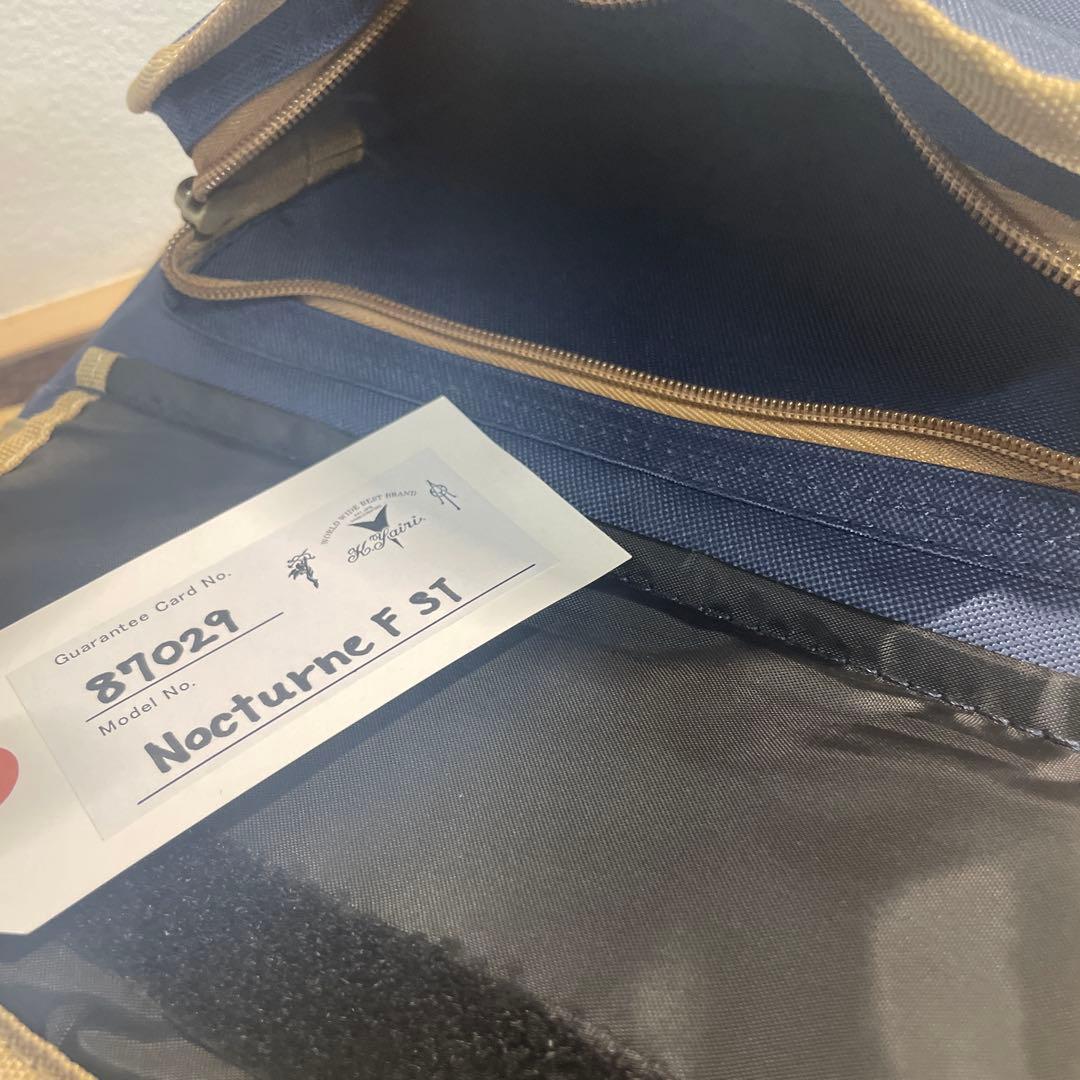 WORLD WIDE BEST BRAND
K.Yairi.
Guarantee Card No.
87029
Model No.
Nocturne F ST